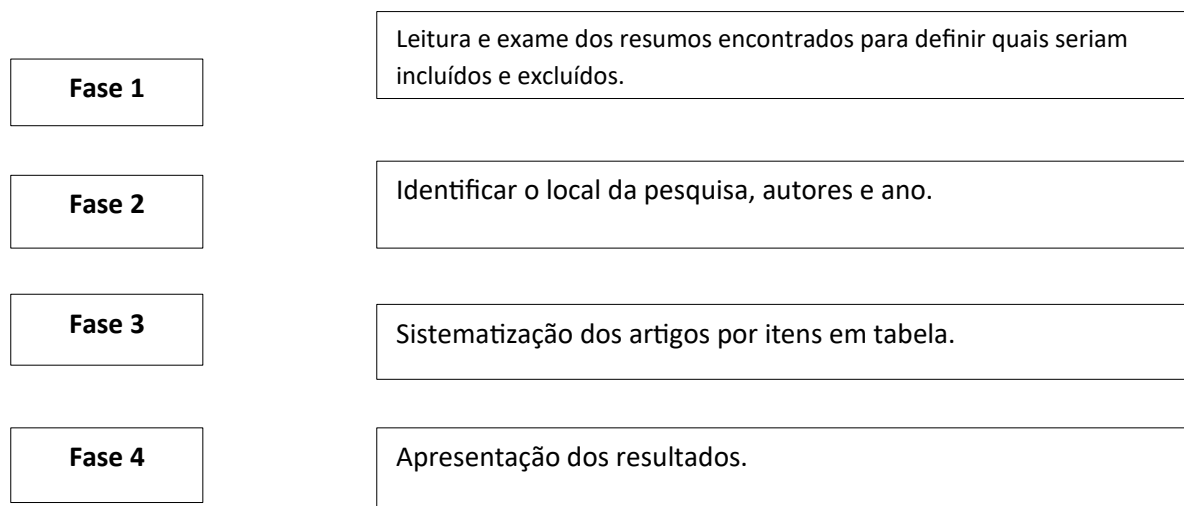 Fase 1
Leitura e exame dos resumos encontrados para definir quais seriam
incluídos e excluídos.
Fase 2
Identificar o local da pesquisa, autores e ano.
Fase 3
Sistematização dos artigos por itens em tabela.
Fase 4
Apresentação dos resultados.